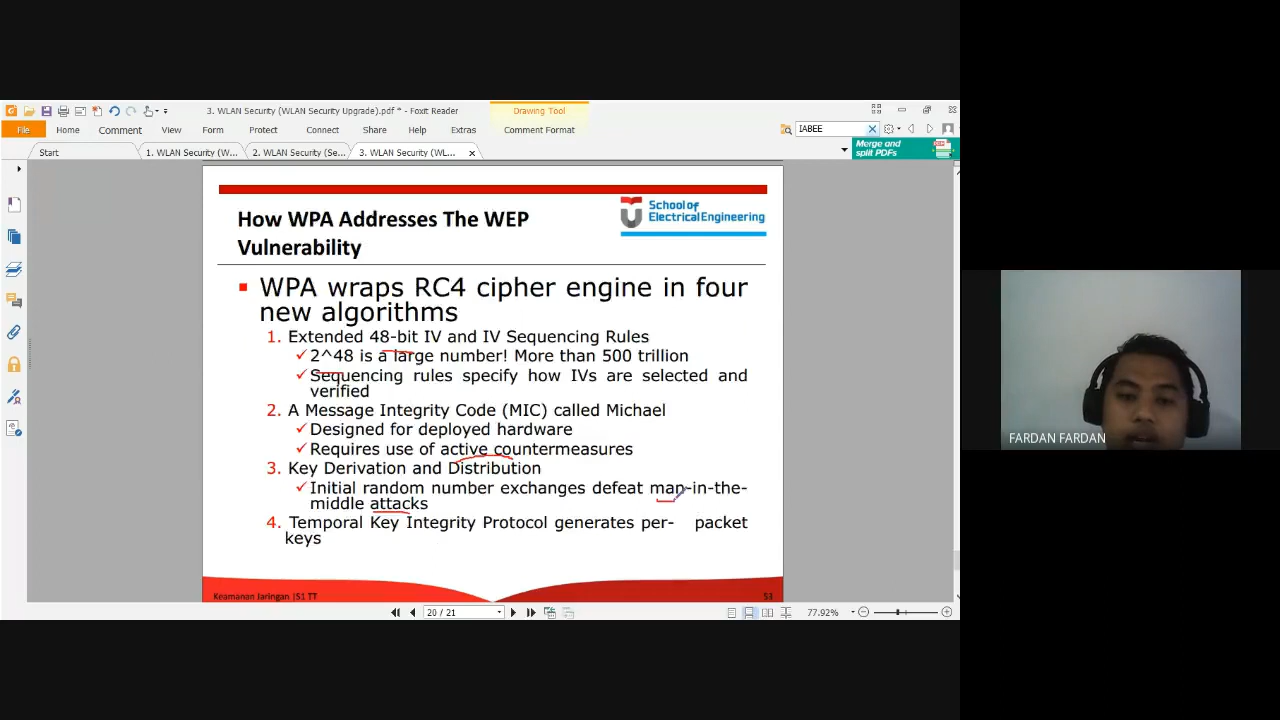 3. WLAN Security (WLAN Security Upgrade).pdf * - Foxit Reader
Drawing Tool
File Home Comment View Form Protect Connect Share Help Extras Comment Format
IABEE
Start 1. WLAN Security (W... 2. WLAN Security (Se... 3. WLAN Security (WL...
Merge and
split PDFs
How WPA Addresses The WEP
Vulnerability
School of
Electrical Engineering
WPA wraps RC4 cipher engine in four
new algorithms
1. Extended 48-bit IV and IV Sequencing Rules
✓ 2^48 is a large number! More than 500 trillion
✓ Sequencing rules specify how IVs are selected and
verified
2. A Message Integrity Code (MIC) called Michael
✓ Designed for deployed hardware
✓ Requires use of active countermeasures
3. Key Derivation and Distribution
✓ Initial random number exchanges defeat man-in-the-
middle attacks
4. Temporal Key Integrity Protocol generates per- packet
keys
Keamanan Jaringan |S1 TT
53
20 / 21
77.92%
FARDAN FARDAN